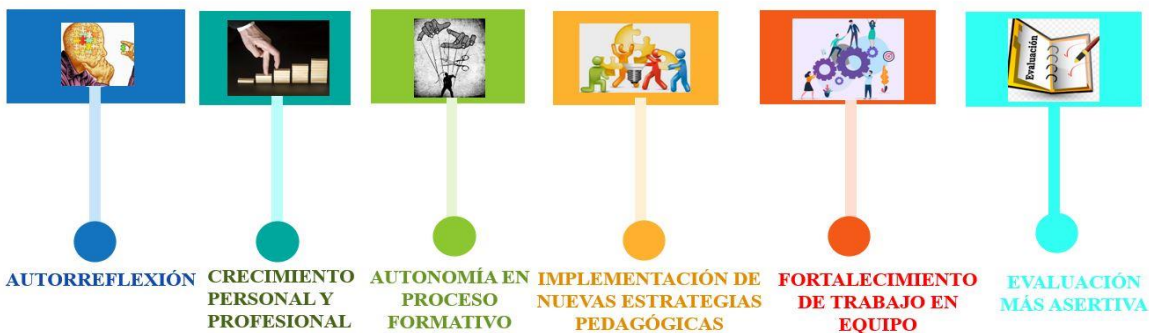 Evaluación
AUTORREFLEXIÓN
CRECIMIENTO
PERSONAL Y
PROFESIONAL
AUTONOMÍA EN
PROCESO
FORMATIVO
IMPLEMENTACIÓN DE
NUEVAS ESTRATEGIAS
PEDAGÓGICAS
FORTALECIMIENTO
DE TRABAJO EN
EQUIPO
EVALUACIÓN
MÁS ASERTIVA